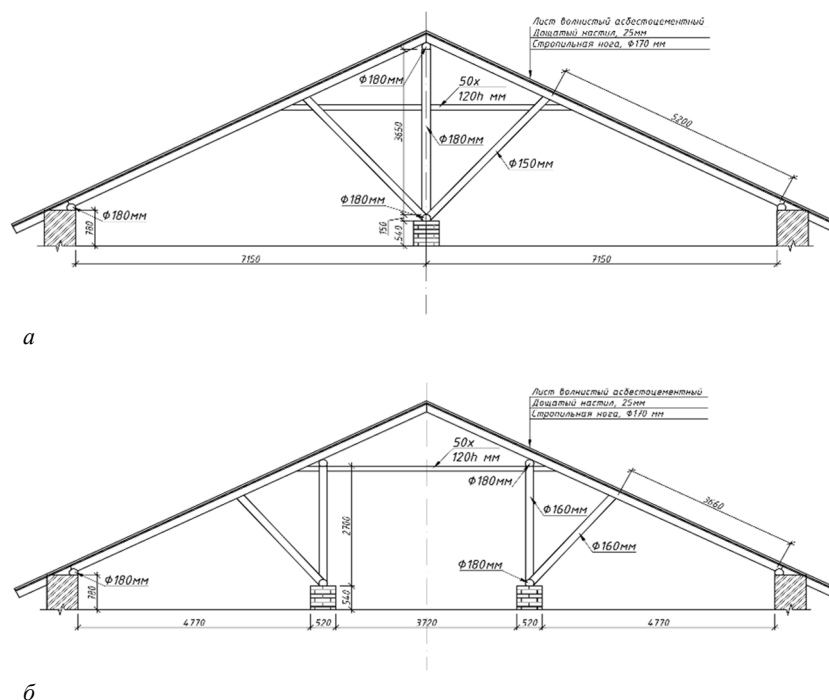 Лист волнистый асбестоцементный
Дощатый настил, 25мм
Стропильная нога, Ф170 мм
Ф180мм
50х
120h мм
5200
3650
Ф180мм
Ф150мм
Ф180мм
Ф180мм
780
150
540
7150
7150
а
Лист волнистый асбестоцементный
Дощатый настил, 25мм
Стропильная нога, Ф170 мм
50х
120h мм
Ф180мм
3660
2700
Ф160мм
Ф160мм
Ф180мм
Ф180мм
780
540
4770
520
3720
520
4770
б